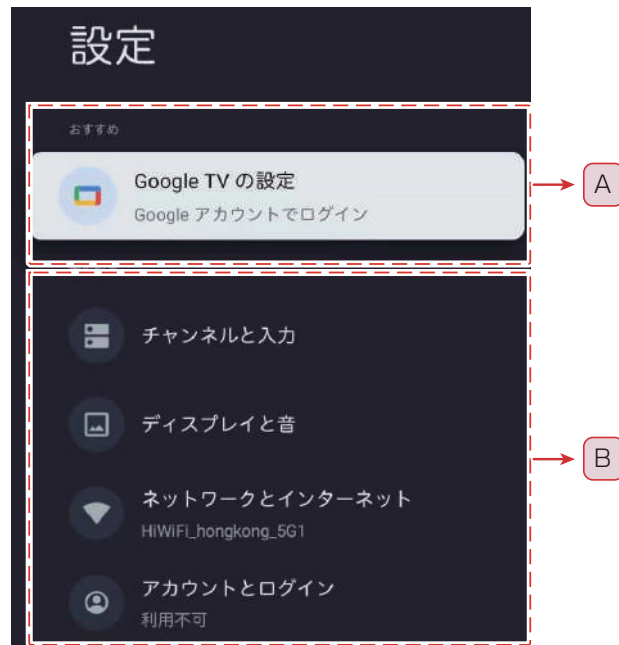 設定
おすすめ
Google TV の設定
Google アカウントでログイン
A
チャンネルと入力
ディスプレイと音
B
ネットワークとインターネット
HiWiFi_hongkong_5G1
アカウントとログイン
利用不可